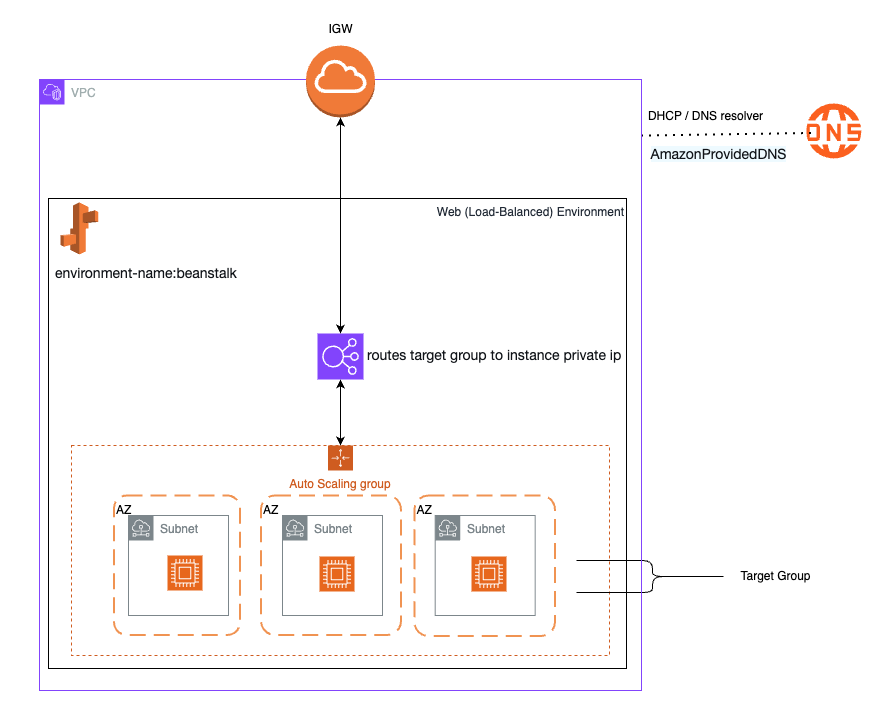 IGW
VPC
DHCP / DNS resolver
DNS
AmazonProvidedDNS
Web (Load-Balanced) Environment
environment-name:beanstalk
routes target group to instance private ip
Auto Scaling group
AZ
AZ
AZ
Subnet
Subnet
Subnet
Target Group